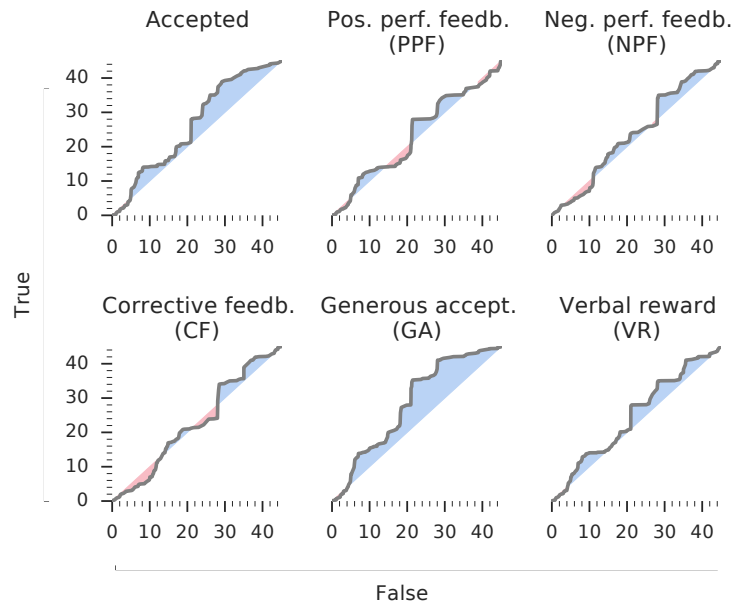 Accepted
Pos. perf. feedb.
(PPF)
Neg. perf. feedb.
(NPF)
40
30
20
10
0
0 10 20 30 40
0 10 20 30 40
0 10 20 30 40
True
Corrective feedb.
(CF)
Generous accept.
(GA)
Verbal reward
(VR)
40
30
20
10
0
0 10 20 30 40
0 10 20 30 40
0 10 20 30 40
False